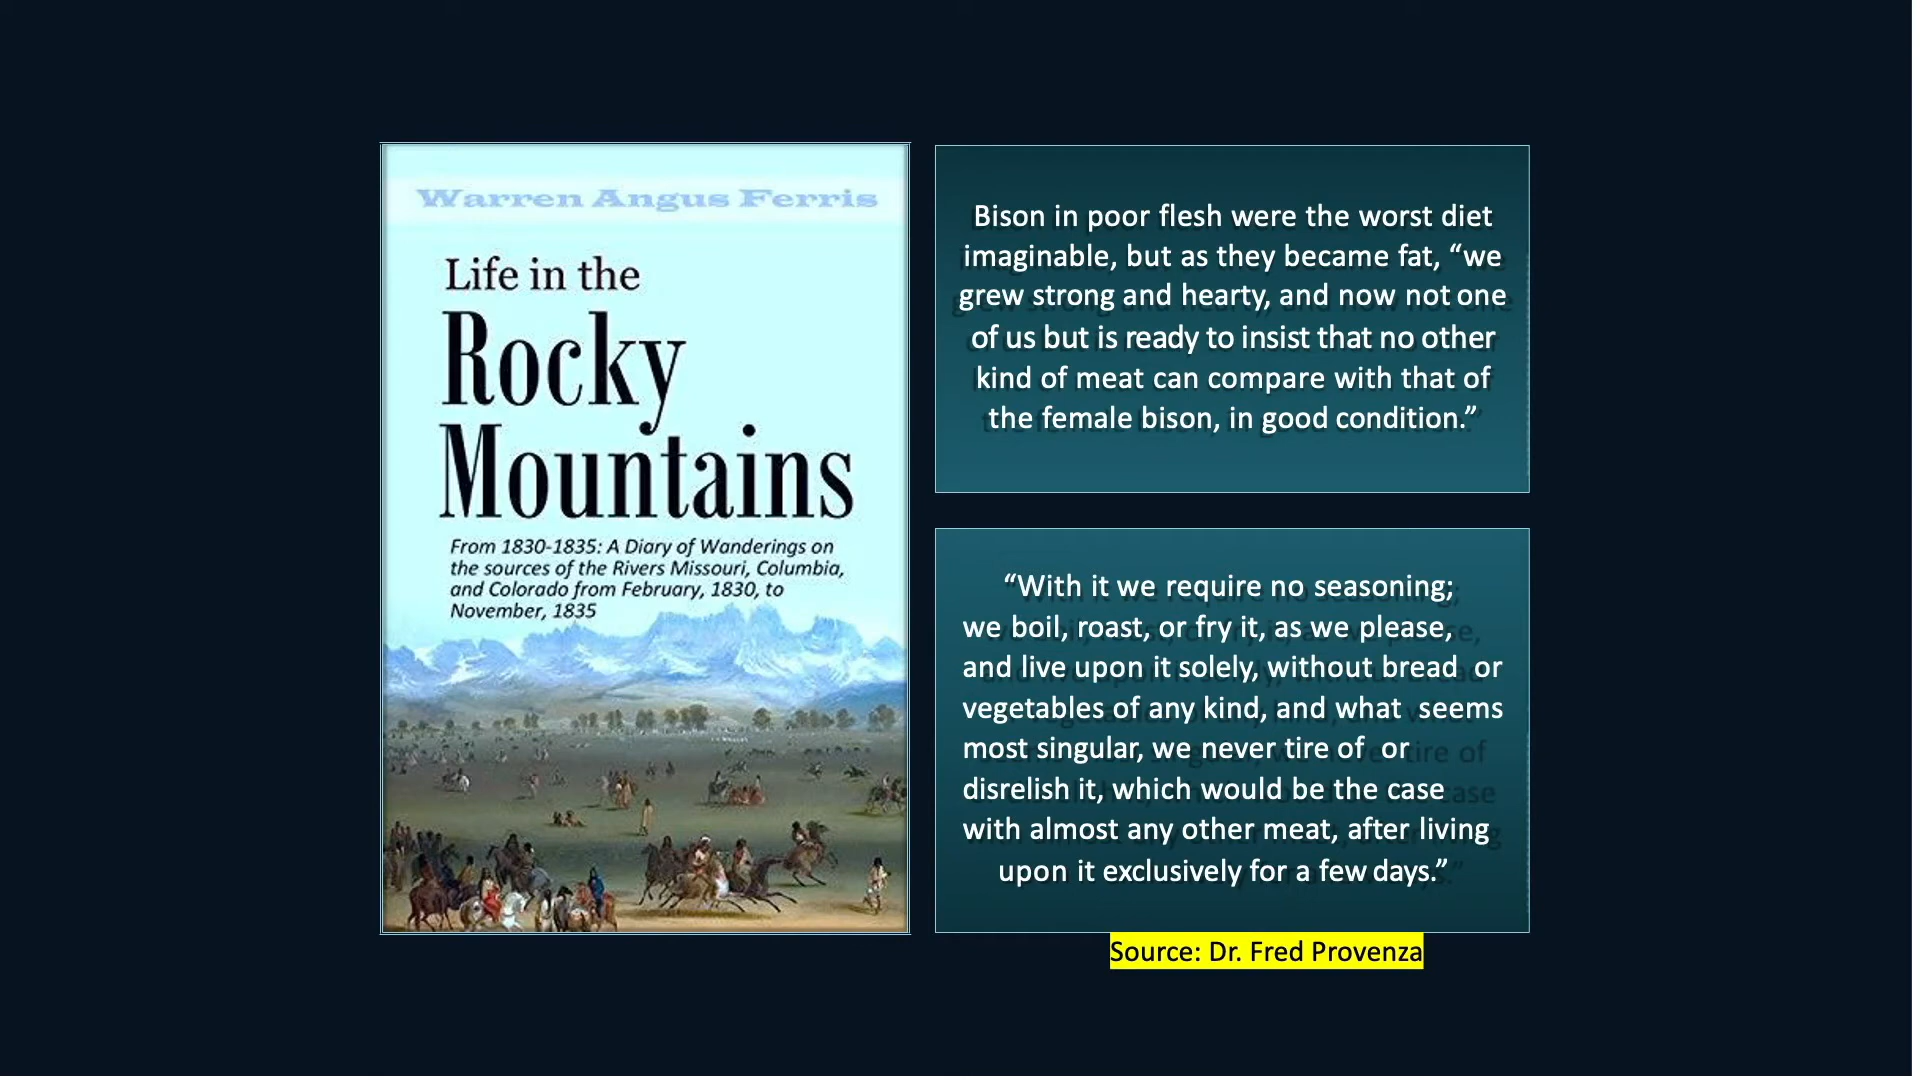 Warren Angus Ferris
Life in the
Rocky
Mountains
From 1830-1835: A Diary of Wanderings on
the sources of the Rivers Missouri, Columbia,
and Colorado from February, 1830, to
November, 1835
Bison in poor flesh were the worst diet
imaginable, but as they became fat, “we
grew strong and hearty, and now not one
of us but is ready to insist that no other
kind of meat can compare with that of
the female bison, in good condition.”
“With it we require no seasoning;
we boil, roast, or fry it, as we please,
and live upon it solely, without bread or
vegetables of any kind, and what seems
most singular, we never tire of or
disrelish it, which would be the case
with almost any other meat, after living
upon it exclusively for a few days.”
Source: Dr. Fred Provenza